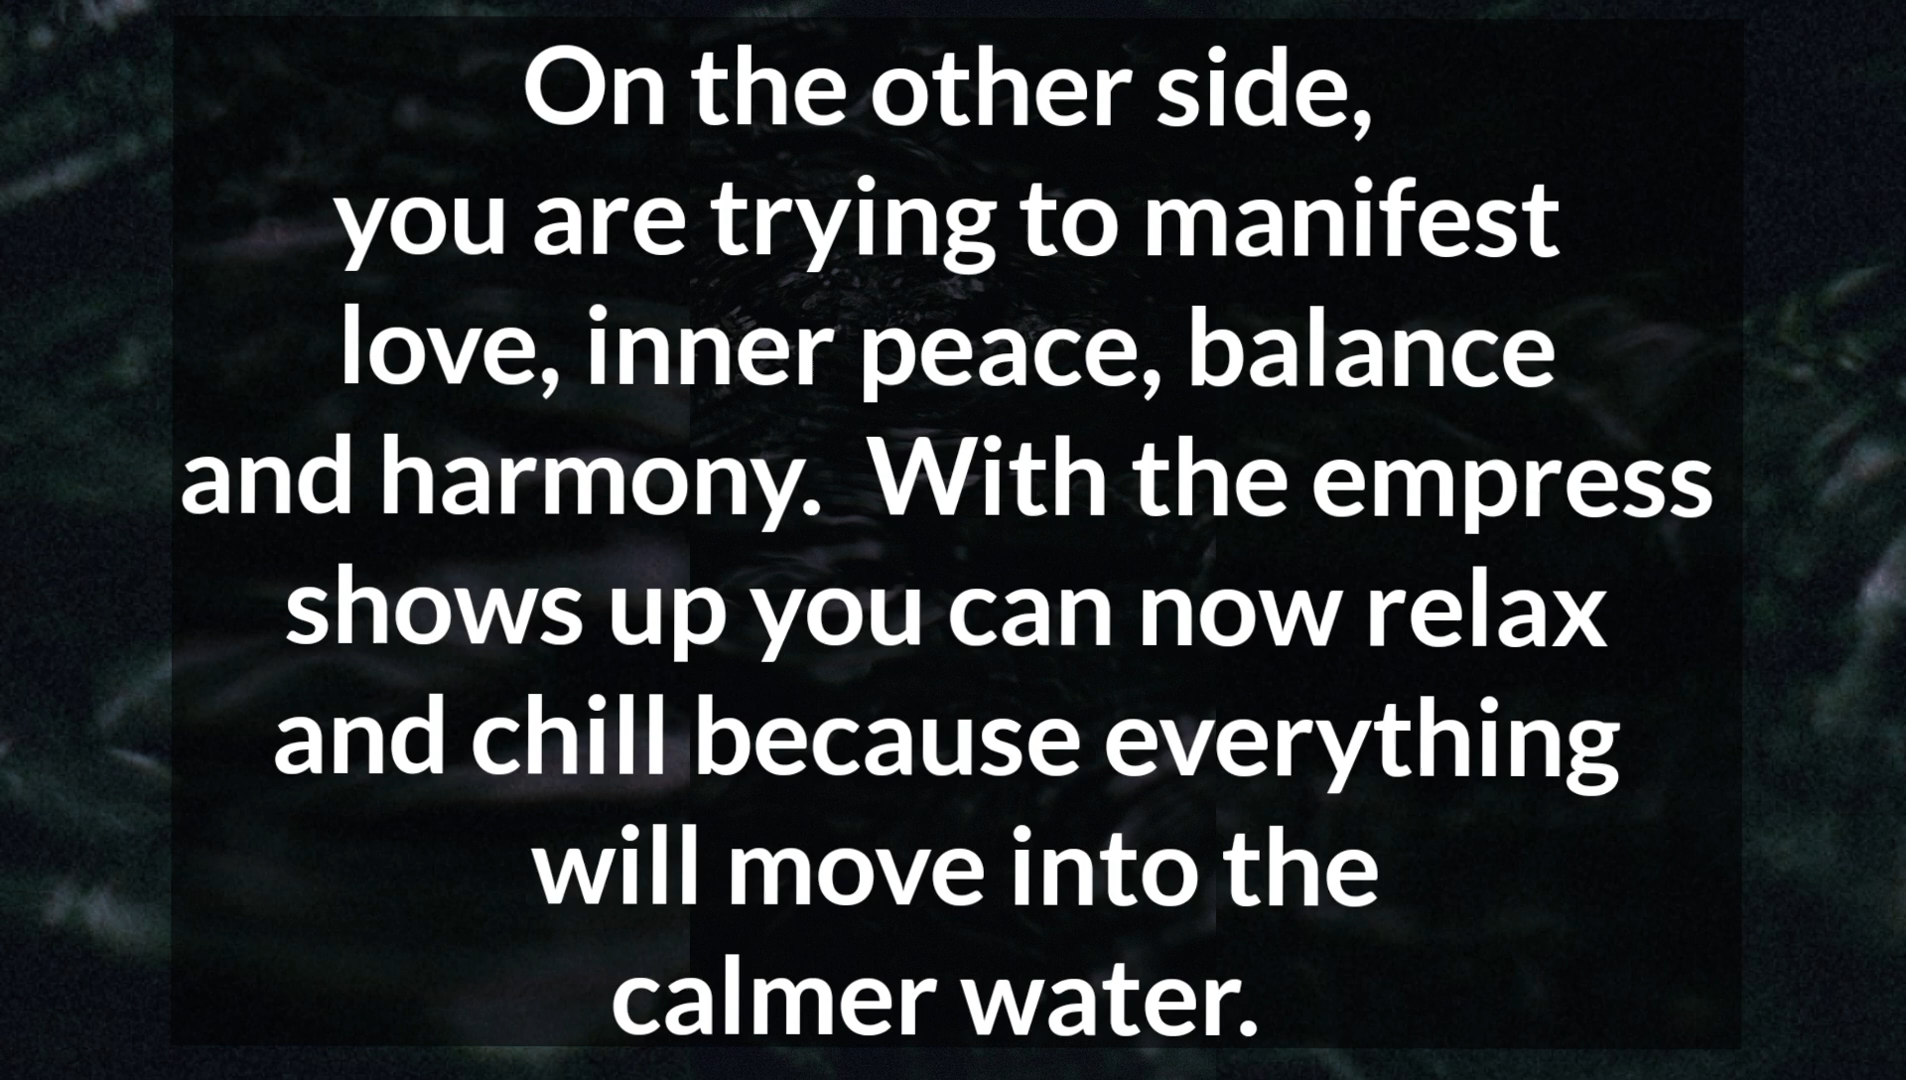 On the other side,
you are trying to manifest
love, inner peace, balance
and harmony.  With the empress
shows up you can now relax
and chill because everything
will move into the
calmer water.